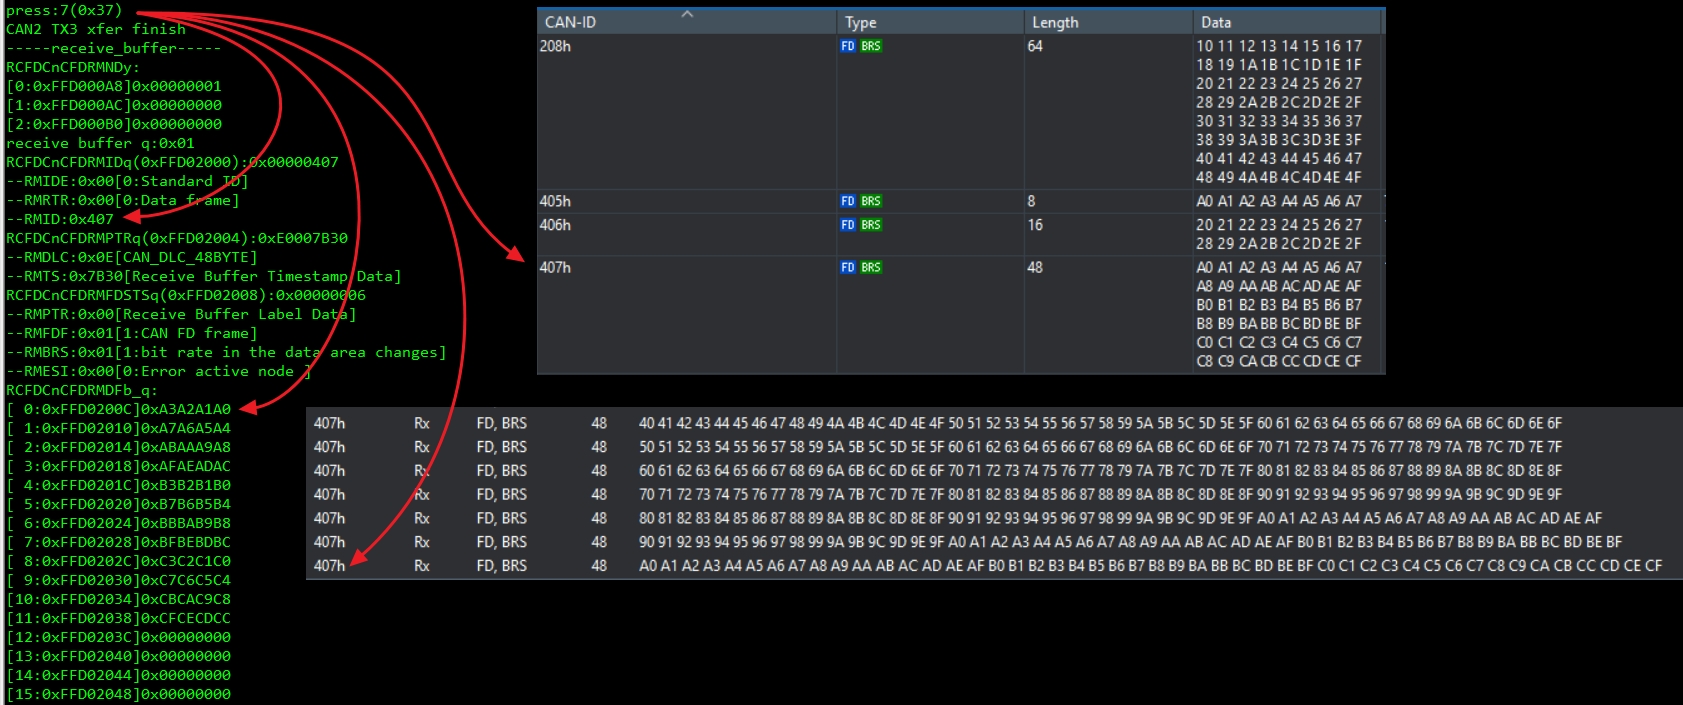 press:7(0x37)
CAN2 TX3 xfer finish
-----receive_buffer-----
RCFDCnCFDRMNDy:
[0:0xFFD000A8]0x00000001
[1:0xFFD000AC]0x00000000
[2:0xFFD000B0]0x00000000
receive buffer q:0x01
RCFDCnCFDRMIDq(0xFFD02000):0x00000407
--RMIDE:0x00[0:Standard ID]
--RMRTR:0x00[0:Data frame]
--RMID:0x407
RCFDCnCFDRMPTRq(0xFFD02004):0xE0007B30
--RMDLC:0x0E[CAN_DLC_48BYTE]
--RMTS:0x7B30[Receive Buffer Timestamp Data]
RCFDCnCFDRMFDSTSq(0xFFD02008):0x00000006
--RMPTR:0x00[Receive Buffer Label Data]
--RMFDF:0x01[1:CAN FD frame]
--RMBRS:0x01[1:bit rate in the data area changes]
--RMESI:0x00[0:Error active node ]
RCFDCnCFDRMDFb_q:
[ 0:0xFFD0200C]0xA3A2A1A0
[ 1:0xFFD02010]0xA7A6A5A4
[ 2:0xFFD02014]0xABAAA9A8
[ 3:0xFFD02018]0xAFAEADAC
[ 4:0xFFD0201C]0xB3B2B1B0
[ 5:0xFFD02020]0xB7B6B5B4
[ 6:0xFFD02024]0xBBBAB9B8
[ 7:0xFFD02028]0xBFBEBDBC
[ 8:0xFFD0202C]0xC3C2C1C0
[ 9:0xFFD02030]0xC7C6C5C4
[10:0xFFD02034]0xCBCAC9C8
[11:0xFFD02038]0xCFCECDCC
[12:0xFFD0203C]0x00000000
[13:0xFFD02040]0x00000000
[14:0xFFD02044]0x00000000
[15:0xFFD02048]0x00000000
CAN-ID Type Length Data
208h FD BRS 64 10 11 12 13 14 15 16 17
18 19 1A 1B 1C 1D 1E 1F
20 21 22 23 24 25 26 27
28 29 2A 2B 2C 2D 2E 2F
30 31 32 33 34 35 36 37
38 39 3A 3B 3C 3D 3E 3F
40 41 42 43 44 45 46 47
48 49 4A 4B 4C 4D 4E 4F
405h FD BRS 8 A0 A1 A2 A3 A4 A5 A6 A7
406h FD BRS 16 20 21 22 23 24 25 26 27
28 29 2A 2B 2C 2D 2E 2F
407h FD BRS 48 A0 A1 A2 A3 A4 A5 A6 A7
A8 A9 AA AB AC AD AE AF
B0 B1 B2 B3 B4 B5 B6 B7
B8 B9 BA BB BC BD BE BF
C0 C1 C2 C3 C4 C5 C6 C7
C8 C9 CA CB CC CD CE CF
407h Rx FD, BRS 48 40 41 42 43 44 45 46 47 48 49 4A 4B 4C 4D 4E 4F 50 51 52 53 54 55 56 57 58 59 5A 5B 5C 5D 5E 5F 60 61 62 63 64 65 66 67 68 69 6A 6B 6C 6D 6E 6F
407h Rx FD, BRS 48 50 51 52 53 54 55 56 57 58 59 5A 5B 5C 5D 5E 5F 60 61 62 63 64 65 66 67 68 69 6A 6B 6C 6D 6E 6F 70 71 72 73 74 75 76 77 78 79 7A 7B 7C 7D 7E 7F
407h Rx FD, BRS 48 60 61 62 63 64 65 66 67 68 69 6A 6B 6C 6D 6E 6F 70 71 72 73 74 75 76 77 78 79 7A 7B 7C 7D 7E 7F 80 81 82 83 84 85 86 87 88 89 8A 8B 8C 8D 8E 8F
407h Rx FD, BRS 48 70 71 72 73 74 75 76 77 78 79 7A 7B 7C 7D 7E 7F 80 81 82 83 84 85 86 87 88 89 8A 8B 8C 8D 8E 8F 90 91 92 93 94 95 96 97 98 99 9A 9B 9C 9D 9E 9F
407h Rx FD, BRS 48 80 81 82 83 84 85 86 87 88 89 8A 8B 8C 8D 8E 8F 90 91 92 93 94 95 96 97 98 99 9A 9B 9C 9D 9E 9F A0 A1 A2 A3 A4 A5 A6 A7 A8 A9 AA AB AC AD AE AF
407h Rx FD, BRS 48 90 91 92 93 94 95 96 97 98 99 9A 9B 9C 9D 9E 9F A0 A1 A2 A3 A4 A5 A6 A7 A8 A9 AA AB AC AD AE AF B0 B1 B2 B3 B4 B5 B6 B7 B8 B9 BA BB BC BD BE BF
407h Rx FD, BRS 48 A0 A1 A2 A3 A4 A5 A6 A7 A8 A9 AA AB AC AD AE AF B0 B1 B2 B3 B4 B5 B6 B7 B8 B9 BA BB BC BD BE BF C0 C1 C2 C3 C4 C5 C6 C7 C8 C9 CA CB CC CD CE CF